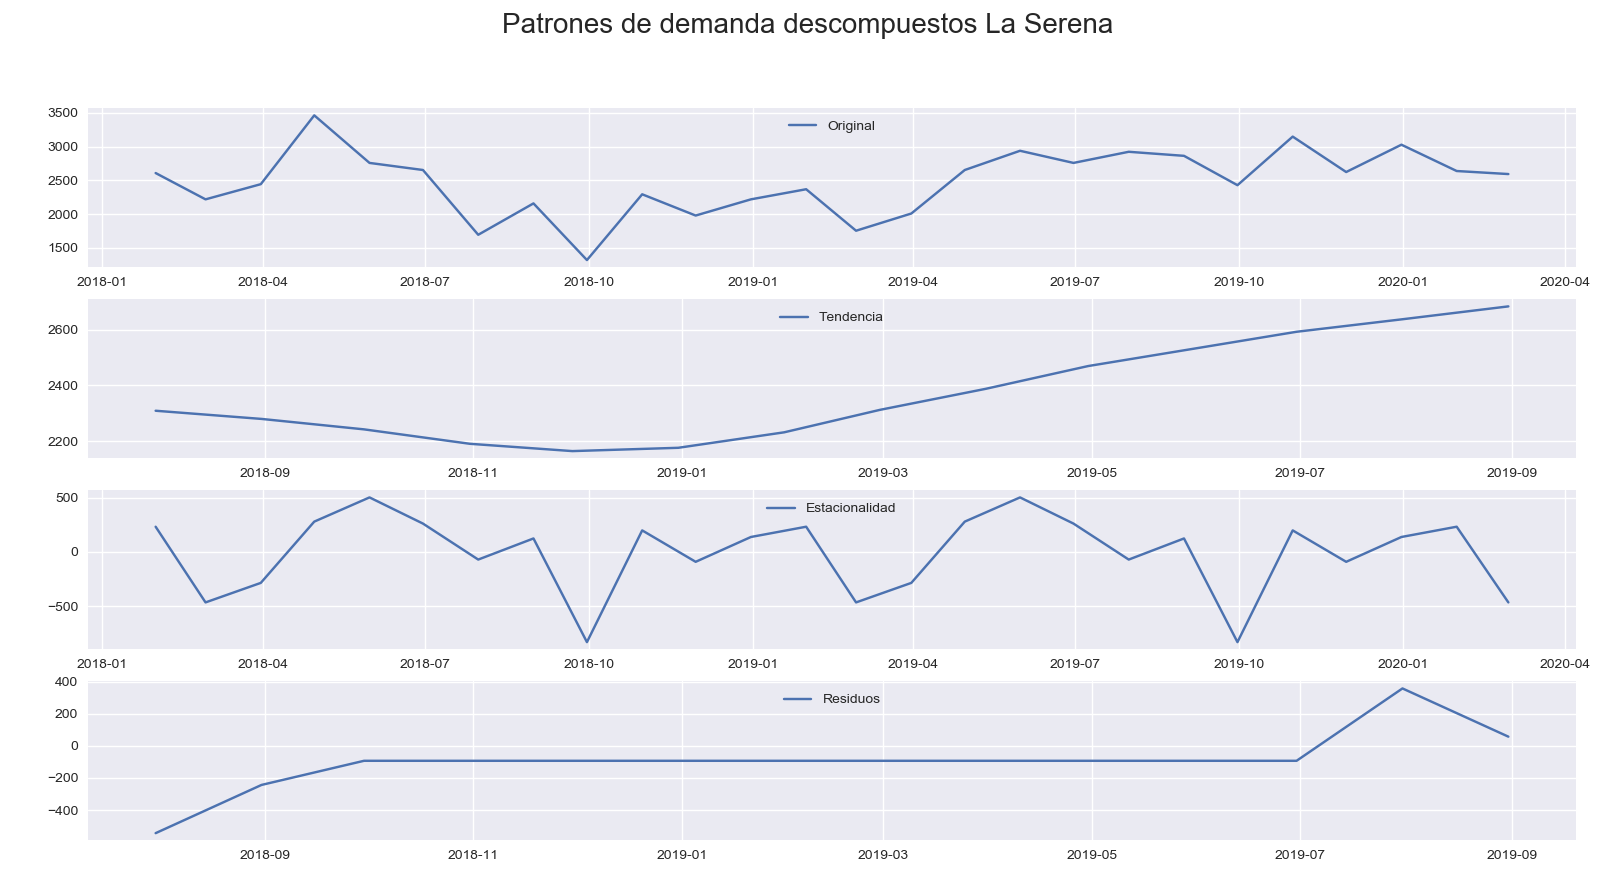 Patrones de demanda descompuestos La Serena
3500
3000
2500
2000
1500
Original
2018-01 2018-04 2018-07 2018-10 2019-01 2019-04 2019-07 2019-10 2020-01 2020-04
2600
2400
2200
Tendencia
2018-09 2018-11 2019-01 2019-03 2019-05 2019-07 2019-09
500
0
−500
Estacionalidad
2018-01 2018-04 2018-07 2018-10 2019-01 2019-04 2019-07 2019-10 2020-01 2020-04
400
200
0
−200
−400
Residuos
2018-09 2018-11 2019-01 2019-03 2019-05 2019-07 2019-09